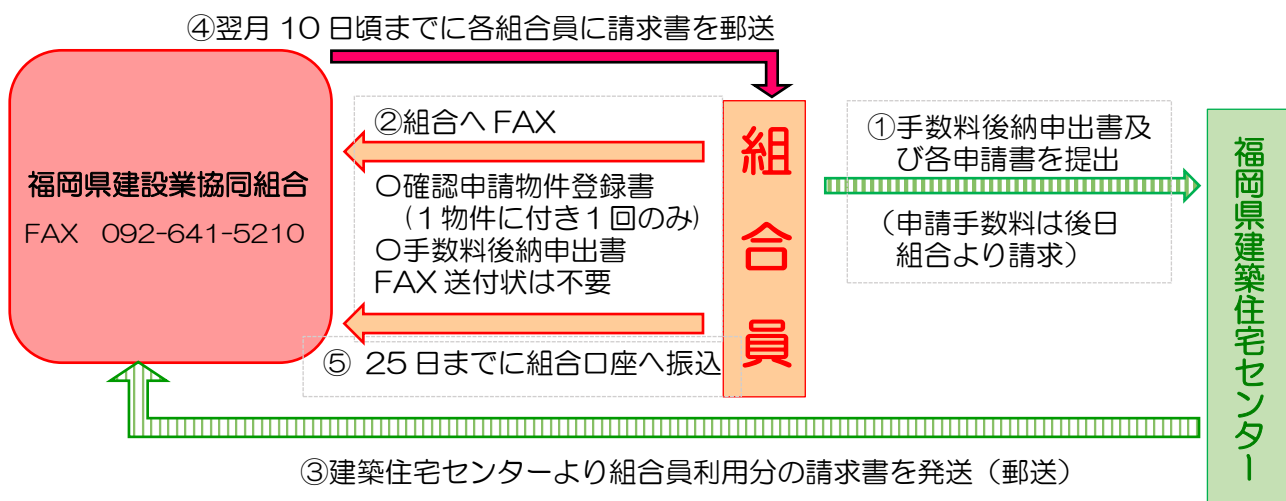 ④翌月 10 日頃までに各組合員に請求書を郵送
福岡県建設業協同組合
FAX 092-641-5210
②組合へ FAX
〇確認申請物件登録書
（1 物件に付き 1 回のみ）
〇手数料後納申出書
FAX 送付状は不要
⑤ 25 日までに組合口座へ振込
組合員
①手数料後納申出書及
び各申請書を提出
（申請手数料は後日
組合より請求）
福岡県建築住宅センター
③建築住宅センターより組合員利用分の請求書を発送（郵送）